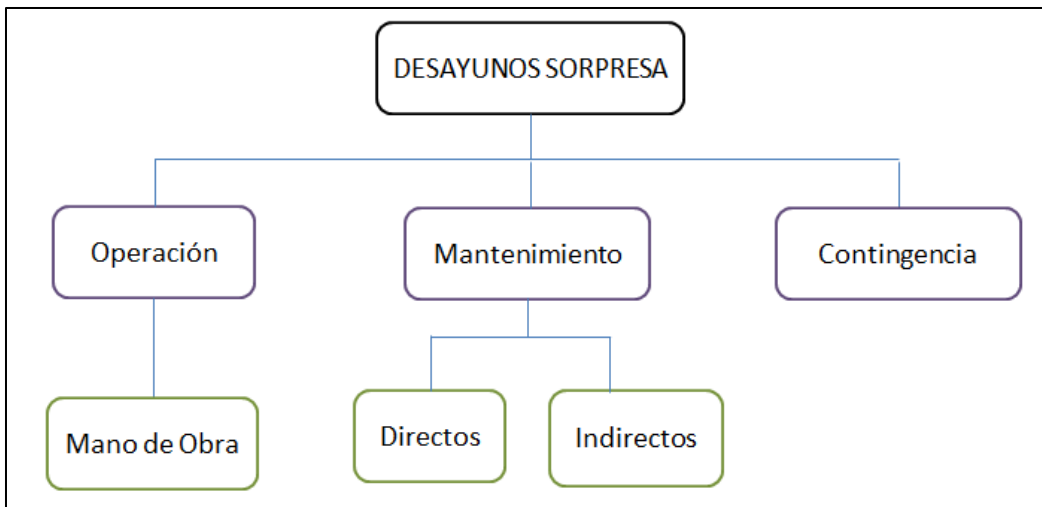 DESAYUNOS SORPRESA
Operación
Mantenimiento
Contingencia
Mano de Obra
Directos
Indirectos